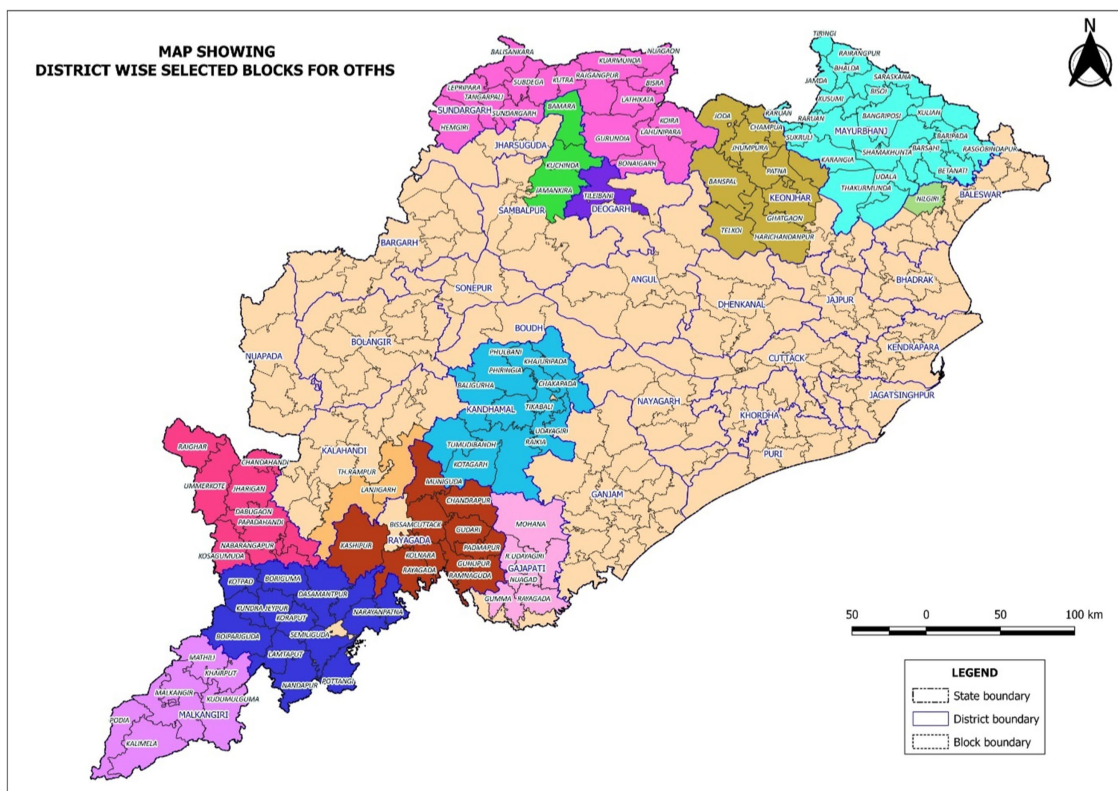 MAP SHOWING
DISTRICT WISE SELECTED BLOCKS FOR OTFHS
N
TIRINGI
RAIRANGPUR
BHALDA
JAMDA
SARASKANA
BISOI
KUSUMI
KULIAN
BANGRIPOSI
RARUAN
KARUAN
MAYURBHANJ
SUKRULI
BARIPADA
SHAMAKHUNTA
BARSAHI
RASGOBINDAPUR
KARANGIA
BETANATI
UDALA
THAKURMUNDA
NILGIRI
BALESWAR
BALISANKARA
NUAGAON
KUARMUNDA
SUBDEGA
KUTRA
RAIGANGPUR
LEPRIPARA
BISRA
TANGARPALI
LATHIKATA
SUNDARGARH
SUNDARGARH
BAMARA
HEMGIRI
KOIRA
LAHUNIPARA
GURUNDIA
JHARSUGUDA
BONAIGARH
KUCHINDA
JAMANKIRA
TILEIBANI
SAMBALPUR
DEOGARH
JODA
CHAMPUA
JHUMPURA
PATNA
BANSPAL
KEONJHAR
GHATGAON
TELKOI
HARICHANDANPUR
BARGARH
SONEPUR
ANGUL
DHENKANAL
JAJPUR
BHADRAK
BOUDH
BOLANGIR
NUAPADA
CUTTACK
KENDRAPARA
JAGATSINGHPUR
NAYAGARH
KHORDHA
PURI
PHULBANI
KHAJURIPADA
PHIRINGIA
BALIGURHA
CHAKAPADA
TIKABALI
KANDHAMAL
UDAYAGIRI
RAIKIA
TUMUDIBANDH
KOTAGARH
KALAHANDI
TH.RAMPUR
LANJIGARH
GANJAM
MUNIGUDA
CHANDRAPUR
BISSAMCUTTACK
GUDARI
RAYAGADA
KASHIPUR
PADMAPUR
KOLNARA
GUNUPUR
RAYAGADA
RAMNAGUDA
MOHANA
R.UDAYAGIRI
GAJAPATI
NUAGAD
GUMMA
RAYAGADA
RAIGHAR
CHANDAHANDI
UMMERKOTE
JHARIGAN
DABUGAON
PAPADAHANDI
NABARANGAPUR
KOSAGUMUDA
KOTPAD
BORIGUMA
DASAMANTPUR
KUNDRA
JEYPUR
KORAPUT
NARAYANPATNA
BOIPARIGUDA
SEMILIGUDA
LAMTAPUT
NANDAPUR
POTTANGI
MATHILI
KHAIRPUT
MALKANGIR
KUDUMULGUMA
MALKANGIRI
PODIA
KALIMELA
50 0 50 100 km
LEGEND
State boundary
District boundary
Block boundary